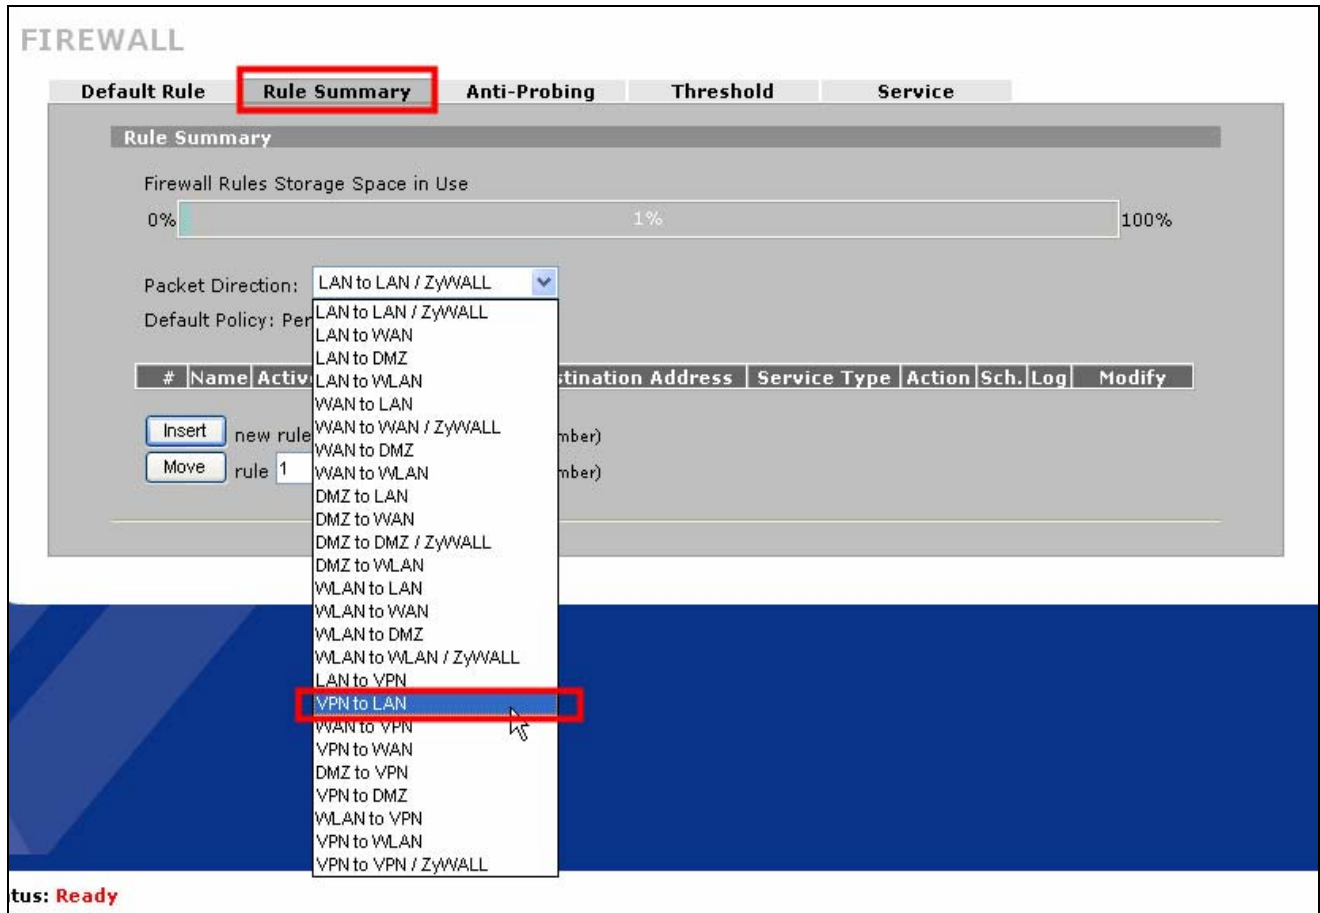 FIREWALL
Default Rule Rule Summary Anti-Probing Threshold Service
Rule Summary
Firewall Rules Storage Space in Use
0% 1% 100%
Packet Direction: LAN to LAN / ZyWALL
LAN to LAN / ZyWALL
Default Policy: Per
LAN to WAN
LAN to DMZ
# Name Activ stination Address Service Type Action Sch. Log Modify
LAN to WLAN
WAN to LAN
Insert new rule mber)
WAN to WAN / ZyWALL
WAN to DMZ
Move rule 1 mber)
WAN to WLAN
DMZ to LAN
DMZ to WAN
DMZ to DMZ / ZyWALL
DMZ to WLAN
WLAN to LAN
WLAN to WAN
WLAN to DMZ
WLAN to WLAN / ZyWALL
LAN to VPN
VPN to LAN
WAN to VPN
VPN to WAN
DMZ to VPN
VPN to DMZ
WLAN to VPN
VPN to WLAN
VPN to VPN / ZyWALL
tus: Ready